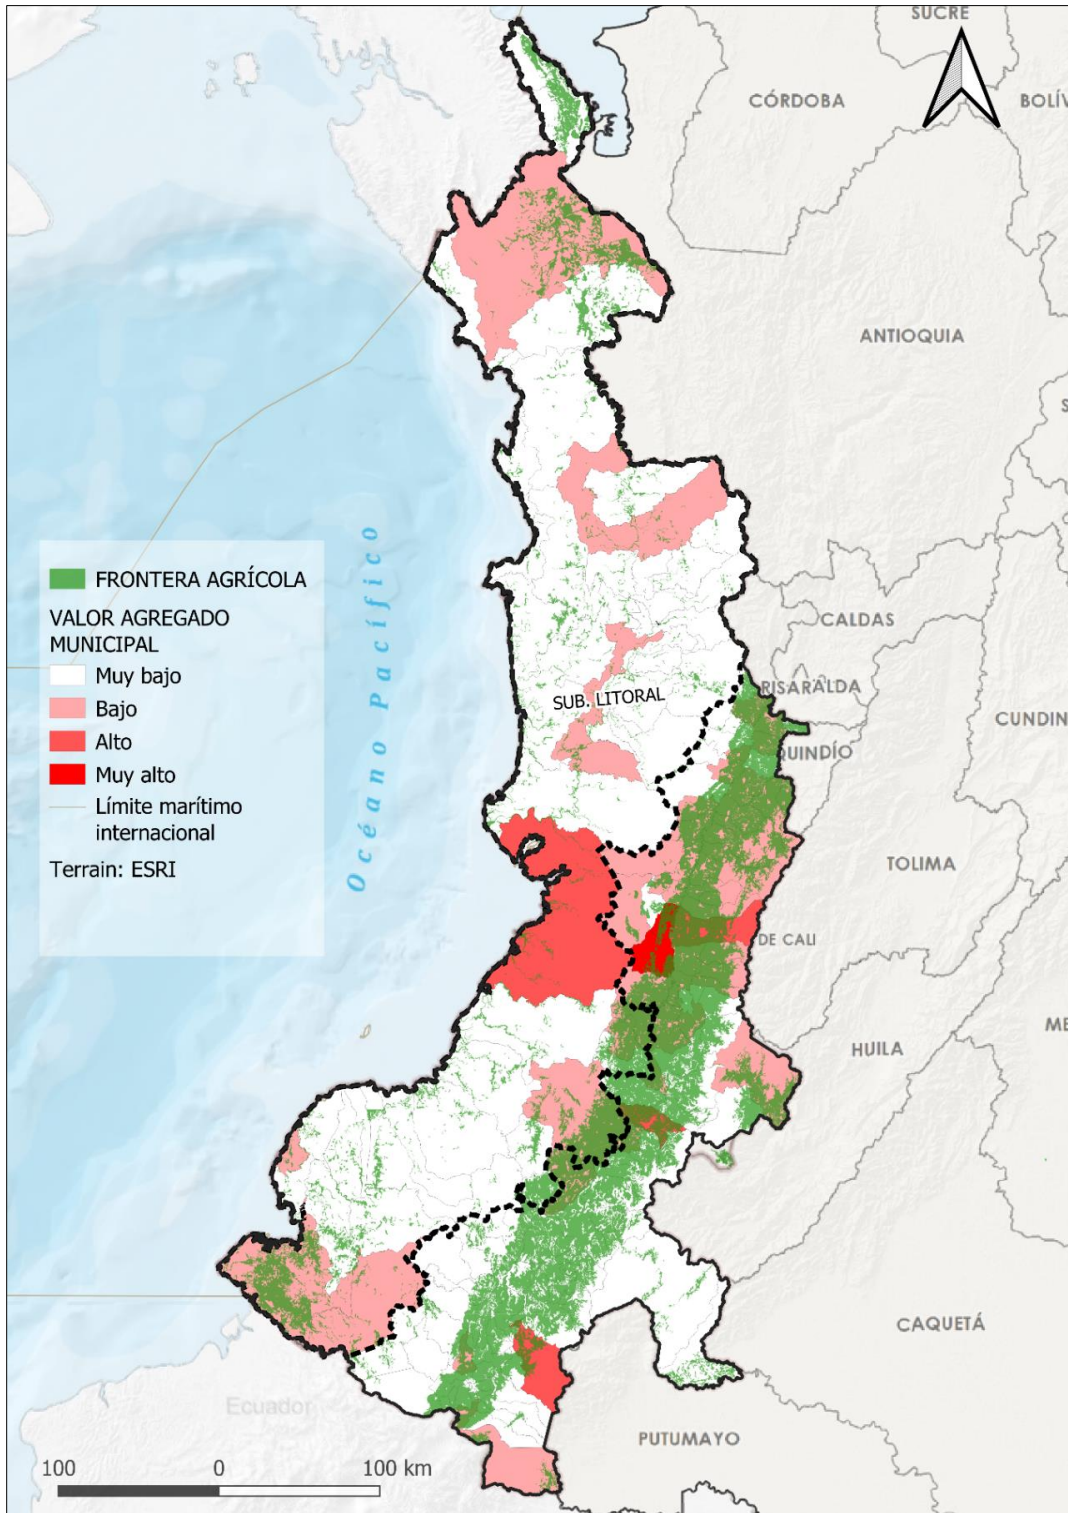 SUCRE
CÓRDOBA
BOLÍV
ANTIOQUIA
S
Océano Pacífico
FRONTERA AGRÍCOLA
VALOR AGREGADO
MUNICIPAL
Muy bajo
Bajo
Alto
Muy alto
Límite marítimo
internacional
Terrain: ESRI
CALDAS
RISARALDA
SUB. LITORAL
CUNDIN
QUINDÍO
TOLIMA
DE CALI
ME
HUILA
CAQUETÁ
Ecuador
PUTUMAYO
100 0 100 km